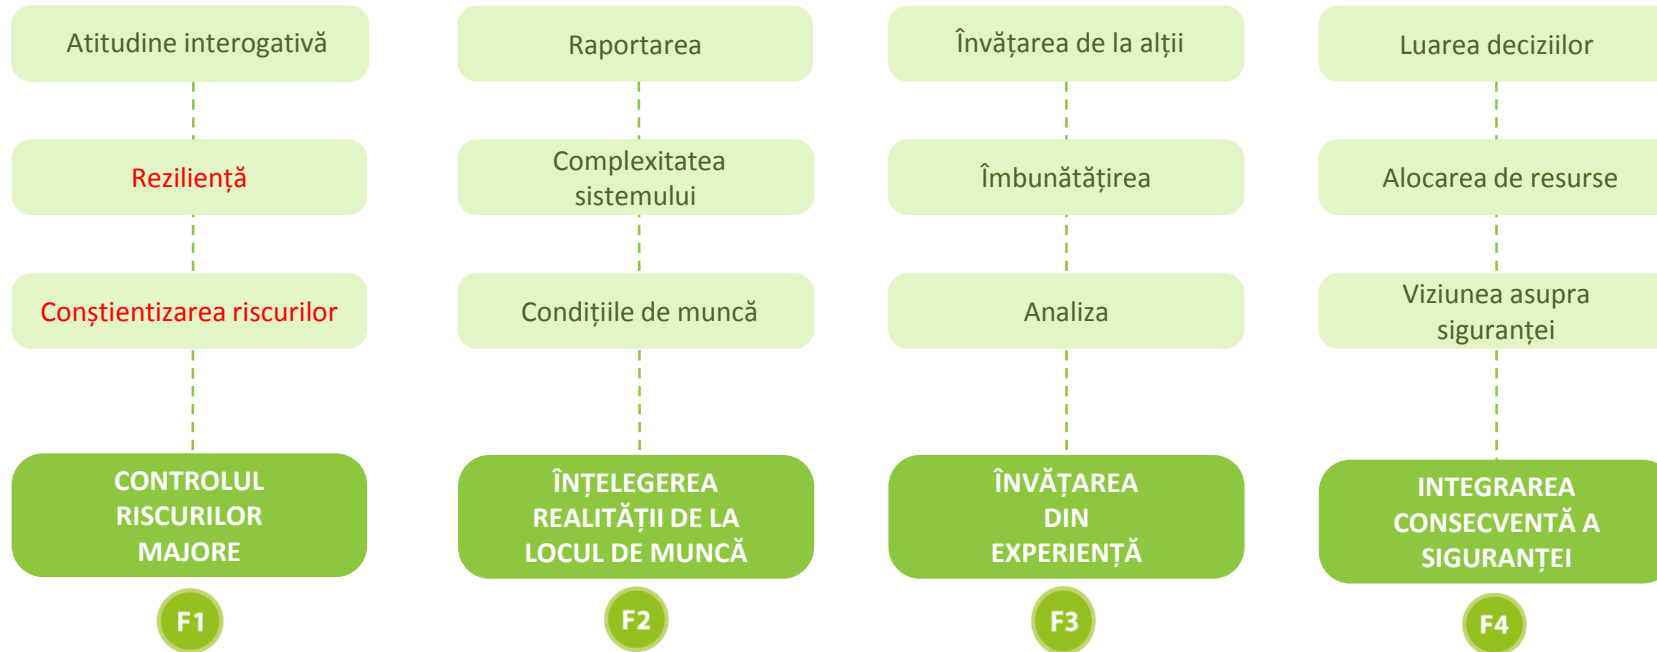 Atitudine interogativă
Reziliență
Conștientizarea riscurilor
CONTROLUL
RISCURILOR
MAJORE
F1
Raportarea
Complexitatea
sistemului
Condițiile de muncă
ÎNȚELEGEREA
REALITĂȚII DE LA
LOCUL DE MUNCĂ
F2
Învățarea de la alții
Îmbunătățirea
Analiza
ÎNVĂȚAREA
DIN
EXPERIENȚĂ
F3
Luarea deciziilor
Alocarea de resurse
Viziunea asupra
siguranței
INTEGRAREA
CONSECVENTĂ A
SIGURANȚEI
F4